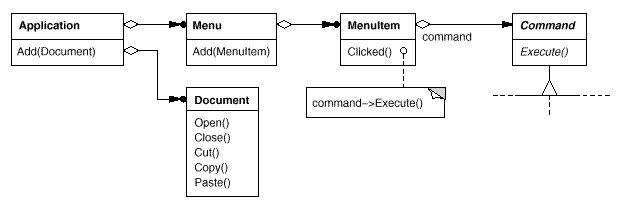 Application
Add(Document)
Menu
Add(MenuItem)
MenuItem
Clicked()
command
Command
Execute()
command->Execute()
Document
Open()
Close()
Cut()
Copy()
Paste()